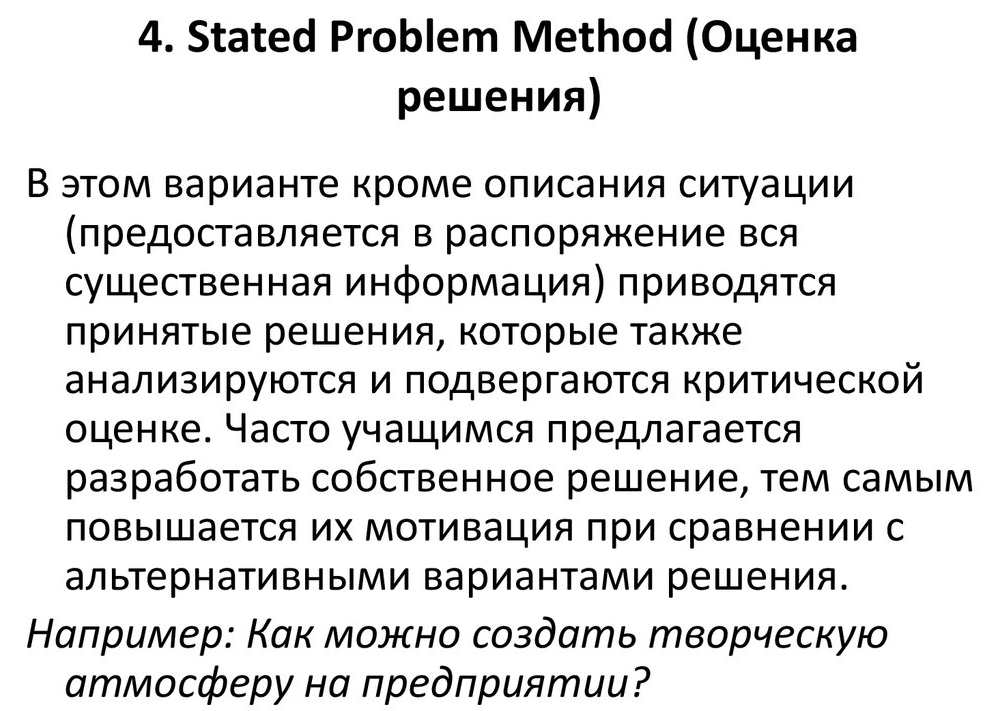 4. Stated Problem Method (Оценка
решения)
В этом варианте кроме описания ситуации
(предоставляется в распоряжение вся
существенная информация) приводятся
принятые решения, которые также
анализируются и подвергаются критической
оценке. Часто учащимся предлагается
разработать собственное решение, тем самым
повышается их мотивация при сравнении с
альтернативными вариантами решения.
Например: Как можно создать творческую
атмосферу на предприятии?